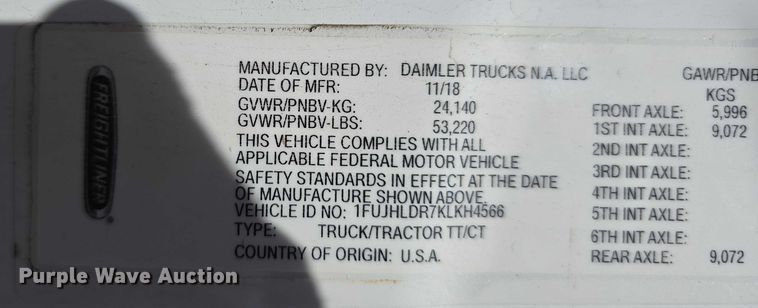 FREIGHTLINER
MANUFACTURED BY: DAIMLER TRUCKS N.A. LLC
DATE OF MFR: 11/18
GVWR/PNBV-KG: 24,140
GVWR/PNBV-LBS: 53,220
THIS VEHICLE COMPLIES WITH ALL
APPLICABLE FEDERAL MOTOR VEHICLE
SAFETY STANDARDS IN EFFECT AT THE DATE
OF MANUFACTURE SHOWN ABOVE.
VEHICLE ID NO: 1FUJHLDR7KLKH4566
TYPE: TRUCK/TRACTOR TT/CT
COUNTRY OF ORIGIN: U.S.A.
GAWR/PNB
KGS
FRONT AXLE: 5,996
1ST INT AXLE: 9,072
2ND INT AXLE:
3RD INT AXLE:
4TH INT AXLE:
5TH INT AXLE:
6TH INT AXLE:
REAR AXLE: 9,072
Purple Wave Auction